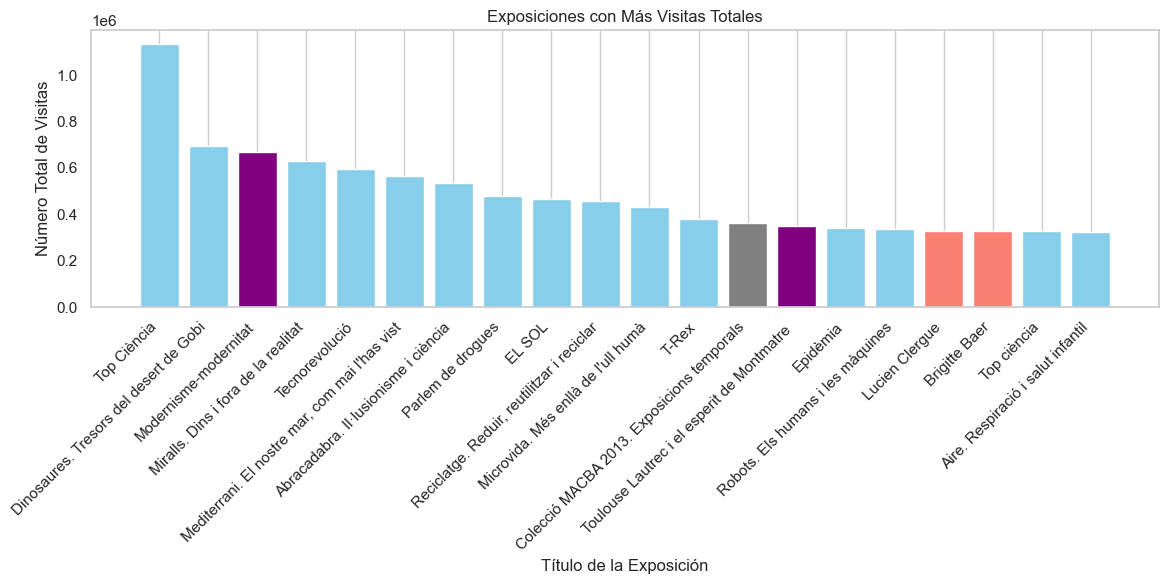 Exposiciones con Más Visitas Totales
1e6
Número Total de Visitas
1.0
0.8
0.6
0.4
0.2
0.0
Top Ciència
Dinosaures. Tresors del desert de Gobi
Modernisme-modernitat
Miralls. Dins i fora de la realitat
Tecnorevolució
Mediterrani. El nostre mar, com mai l'has vist
Abracadabra. Il·lusionisme i ciència
Parlem de drogues
EL SOL
Reciclatge. Reduir, reutilitzar i reciclar
Microvida. Més enllà de l'ull humà
T-Rex
Colecció MACBA 2013. Exposicions temporals
Toulouse Lautrec i el esperit de Montmatre
Epidèmia
Robots. Els humans i les màquines
Lucien Clergue
Brigitte Baer
Top ciència
Aire. Respiració i salut infantil
Título de la Exposición